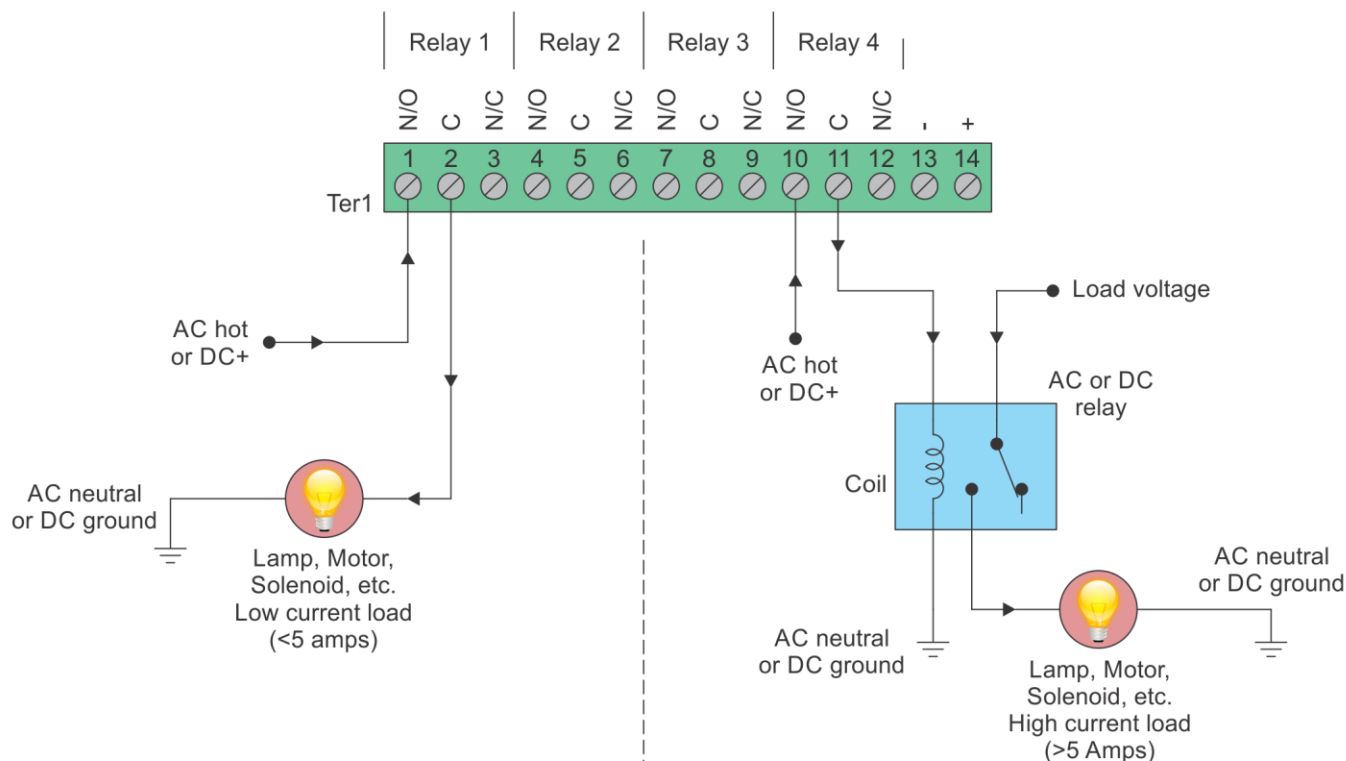 Relay 1 Relay 2 Relay 3 Relay 4
N/O C N/C N/O C N/C N/O C N/C N/O C N/C - +
1 2 3 4 5 6 7 8 9 10 11 12 13 14
Ter1
AC hot
or DC+
AC neutral
or DC ground
Lamp, Motor,
Solenoid, etc.
Low current load
(<5 amps)
AC hot
or DC+
Load voltage
AC or DC
relay
Coil
AC neutral
or DC ground
AC neutral
or DC ground
Lamp, Motor,
Solenoid, etc.
High current load
(>5 Amps)